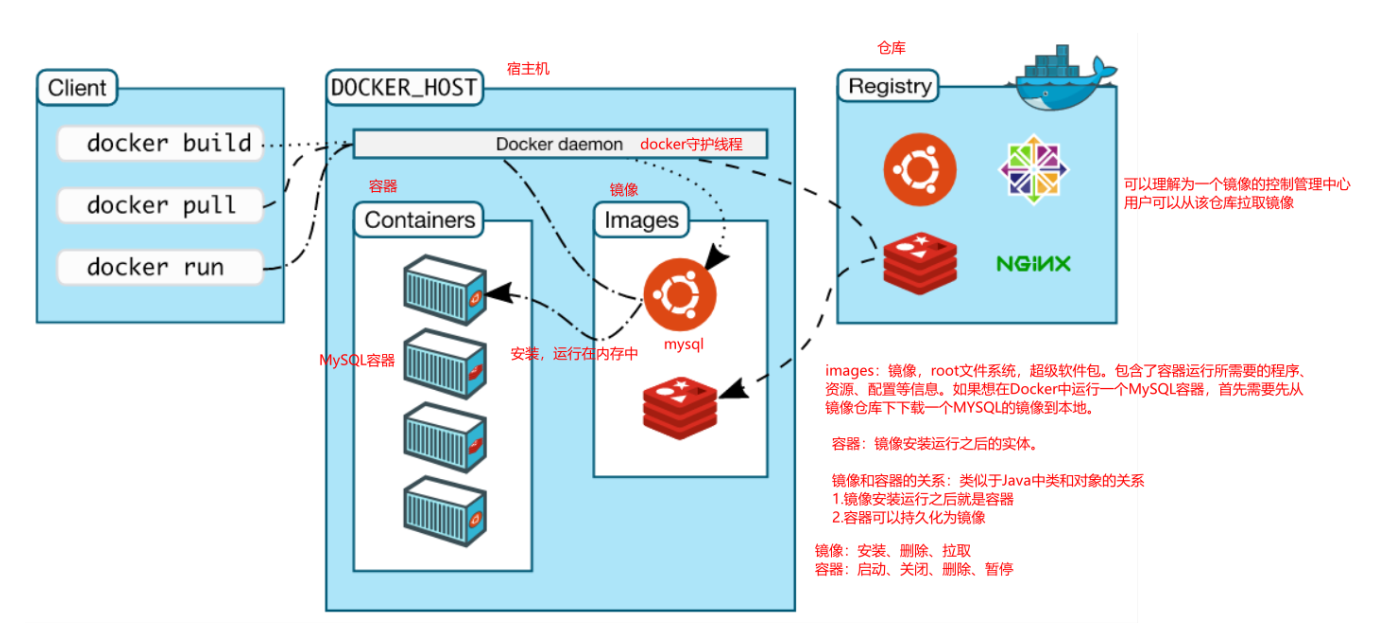 Client
docker build
docker pull
docker run
宿主机
DOCKER_HOST
Docker daemon docker守护线程
容器
Containers
MySQL容器
安装，运行在内存中
镜像
Images
mysql
仓库
Registry
NGiNX
可以理解为一个镜像的控制管理中心
用户可以从该仓库拉取镜像
images：镜像，root文件系统，超级软件包。包含了容器运行所需要的程序、
资源、配置等信息。如果想在Docker中运行一个MySQL容器，首先需要先从
镜像仓库下下载一个MYSQL的镜像到本地。
容器：镜像安装运行之后的实体。
镜像和容器的关系：类似于Java中类和对象的关系
1.镜像安装运行之后就是容器
2.容器可以持久化为镜像
镜像：安装、删除、拉取
容器：启动、关闭、删除、暂停